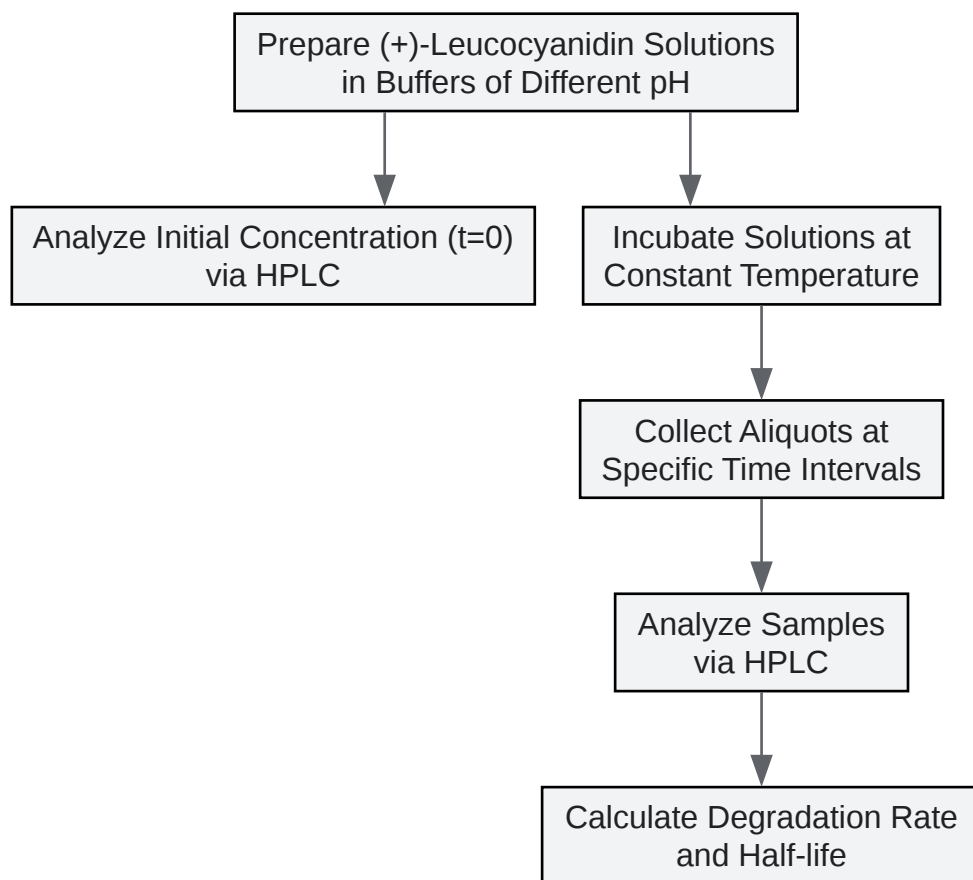 Prepare (+)-Leucocyanidin Solutions
in Buffers of Different pH
Analyze Initial Concentration (t=0)
via HPLC
Incubate Solutions at
Constant Temperature
Collect Aliquots at
Specific Time Intervals
Analyze Samples
via HPLC
Calculate Degradation Rate
and Half-life